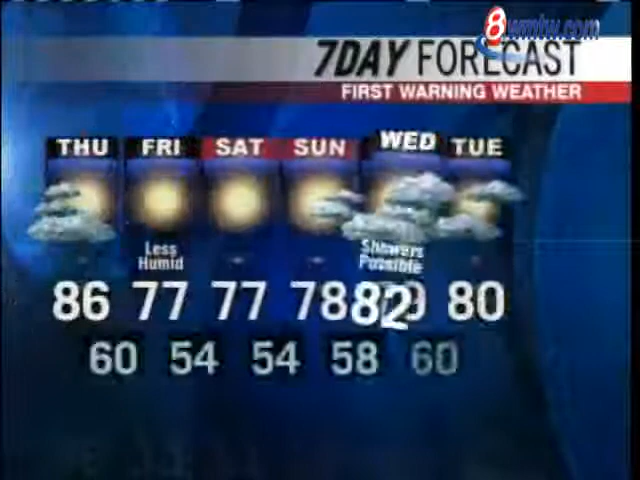 8 wmtw.com
7DAY FORECAST
FIRST WARNING WEATHER
THU FRI SAT SUN WED TUE
Less
Humid
Showers
Possible
86 77 77 78 82 80
60 54 54 58 60